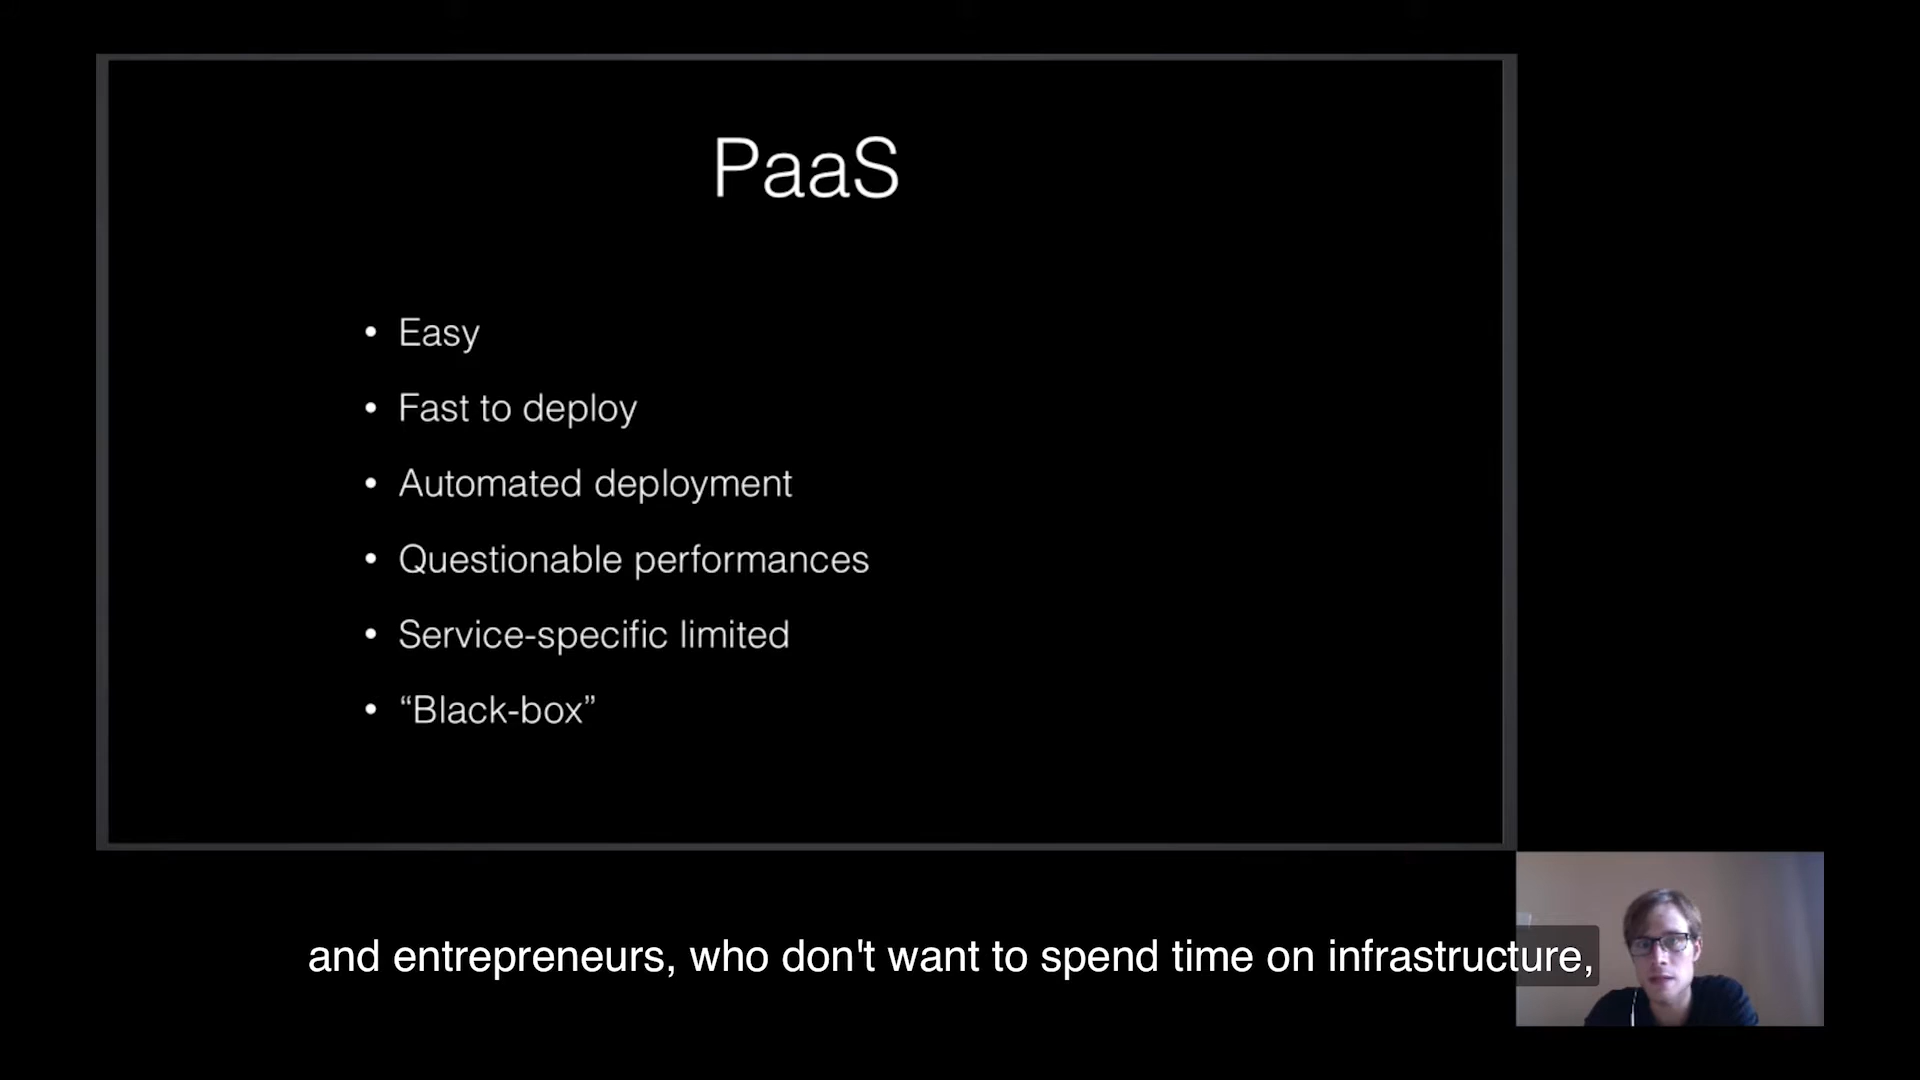 PaaS
• Easy
• Fast to deploy
• Automated deployment
• Questionable performances
• Service-specific limited
• “Black-box”
and entrepreneurs, who don't want to spend time on infrastructure,